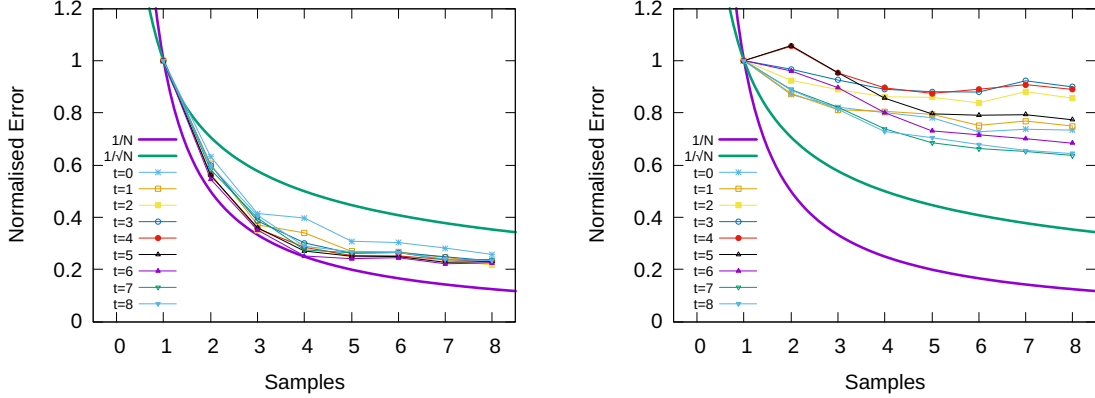 1.2
1
0.8
0.6
0.4
0.2
0
Normalised Error
1/N
1/√N
t=0
t=1
t=2
t=3
t=4
t=5
t=6
t=7
t=8
0 1 2 3 4 5 6 7 8
Samples
1.2
1
0.8
0.6
0.4
0.2
0
Normalised Error
1/N
1/√N
t=0
t=1
t=2
t=3
t=4
t=5
t=6
t=7
t=8
0 1 2 3 4 5 6 7 8
Samples